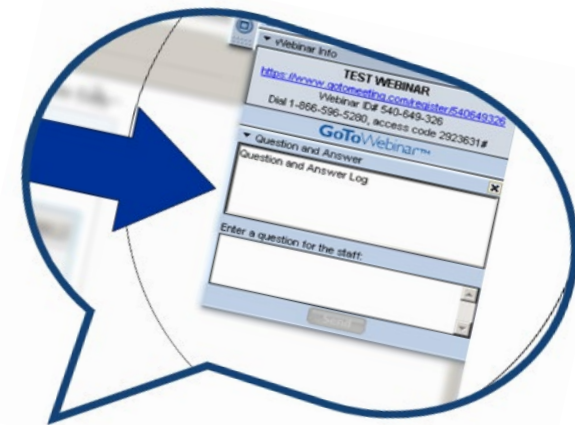 Webinar Info
TEST WEBINAR
https://www.gotomeeting.com/register/540649326
Webinar ID# 540-649-326
Dial 1-866-596-5280, access code 2923631#
GoToWebinar™
Question and Answer
Question and Answer Log
Enter a question for the staff:
Send